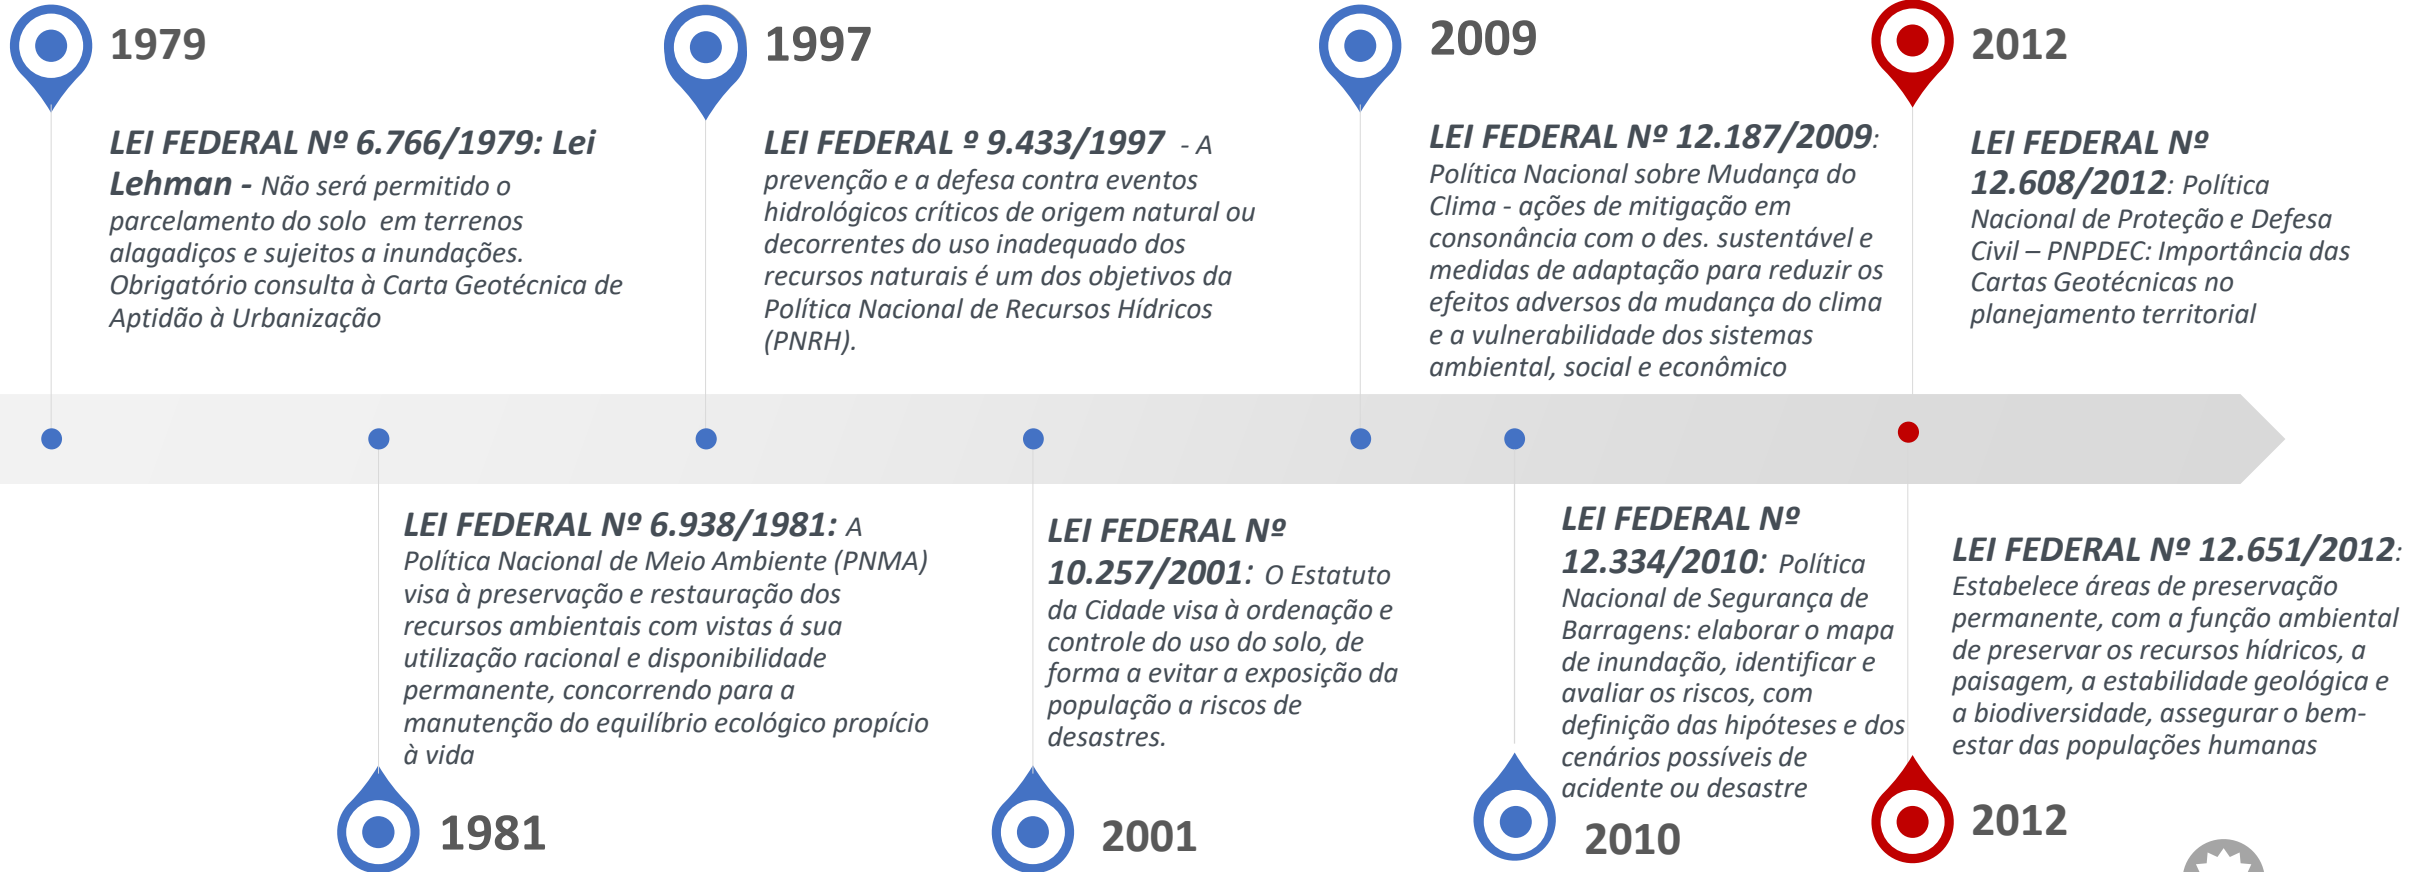 1979
LEI FEDERAL Nº 6.766/1979: Lei
Lehman - Não será permitido o
parcelamento do solo em terrenos
alagadiços e sujeitos a inundações.
Obrigatório consulta à Carta Geotécnica de
Aptidão à Urbanização
1997
LEI FEDERAL º 9.433/1997 - A
prevenção e a defesa contra eventos
hidrológicos críticos de origem natural ou
decorrentes do uso inadequado dos
recursos naturais é um dos objetivos da
Política Nacional de Recursos Hídricos
(PNRH).
2009
LEI FEDERAL Nº 12.187/2009:
Política Nacional sobre Mudança do
Clima - ações de mitigação em
consonância com o des. sustentável e
medidas de adaptação para reduzir os
efeitos adversos da mudança do clima
e a vulnerabilidade dos sistemas
ambiental, social e econômico
2012
LEI FEDERAL Nº
12.608/2012: Política
Nacional de Proteção e Defesa
Civil – PNPDEC: Importância das
Cartas Geotécnicas no
planejamento territorial
LEI FEDERAL Nº 6.938/1981: A
Política Nacional de Meio Ambiente (PNMA)
visa à preservação e restauração dos
recursos ambientais com vistas á sua
utilização racional e disponibilidade
permanente, concorrendo para a
manutenção do equilíbrio ecológico propício
à vida
1981
LEI FEDERAL Nº
10.257/2001: O Estatuto
da Cidade visa à ordenação e
controle do uso do solo, de
forma a evitar a exposição da
população a riscos de
desastres.
2001
LEI FEDERAL Nº
12.334/2010: Política
Nacional de Segurança de
Barragens: elaborar o mapa
de inundação, identificar e
avaliar os riscos, com
definição das hipóteses e dos
cenários possíveis de
acidente ou desastre
2010
LEI FEDERAL Nº 12.651/2012:
Estabelece áreas de preservação
permanente, com a função ambiental
de preservar os recursos hídricos, a
paisagem, a estabilidade geológica e
a biodiversidade, assegurar o bem-
estar das populações humanas
2012